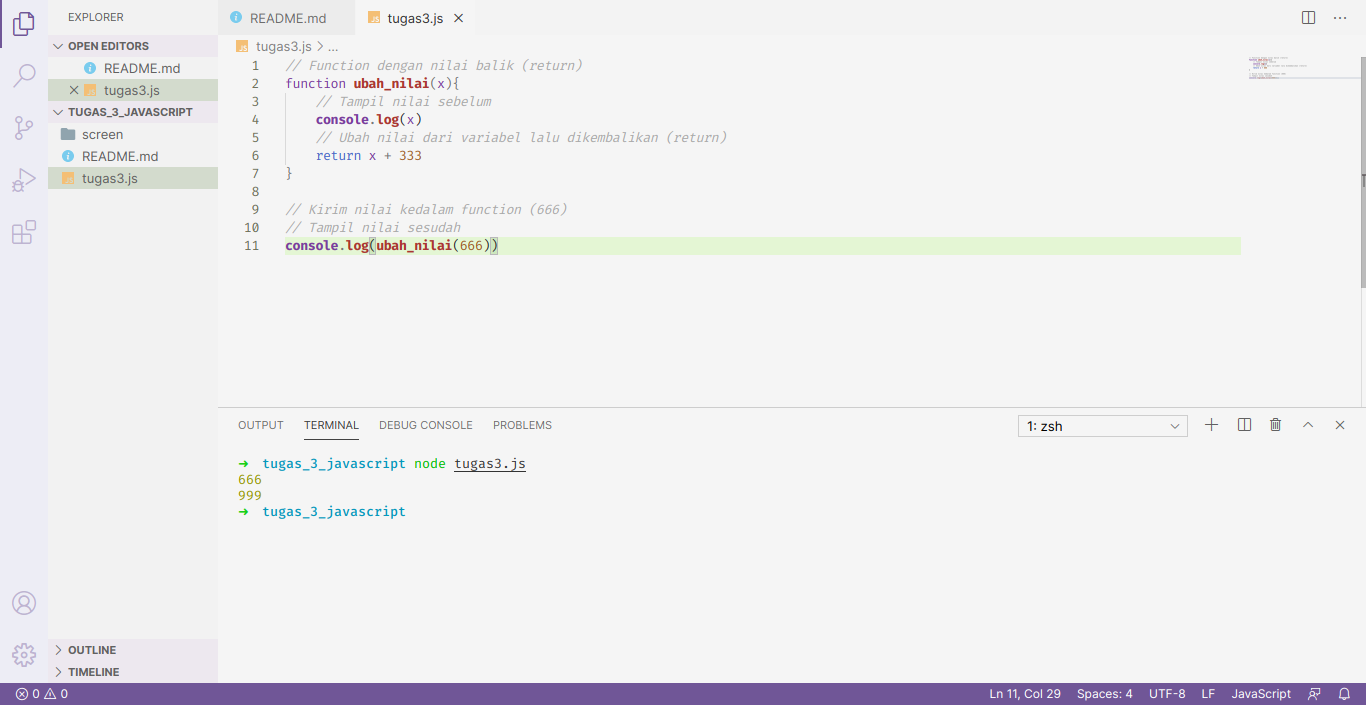 EXPLORER
OPEN EDITORS
README.md
tugas3.js
TUGAS_3_JAVASCRIPT
screen
README.md
tugas3.js
OUTLINE
TIMELINE
README.md
tugas3.js
tugas3.js > ...
1 // Function dengan nilai balik (return)
2 function ubah_nilai(x){
3 // Tampil nilai sebelum
4 console.log(x)
5 // Ubah nilai dari variabel lalu dikembalikan (return)
6 return x + 333
7 }
8
9 // Kirim nilai kedalam function (666)
10 // Tampil nilai sesudah
11 console.log(ubah_nilai(666))
OUTPUT TERMINAL DEBUG CONSOLE PROBLEMS 1: zsh
➜ tugas_3_javascript node tugas3.js
666
999
➜ tugas_3_javascript
0 0 Ln 11, Col 29 Spaces: 4 UTF-8 LF JavaScript